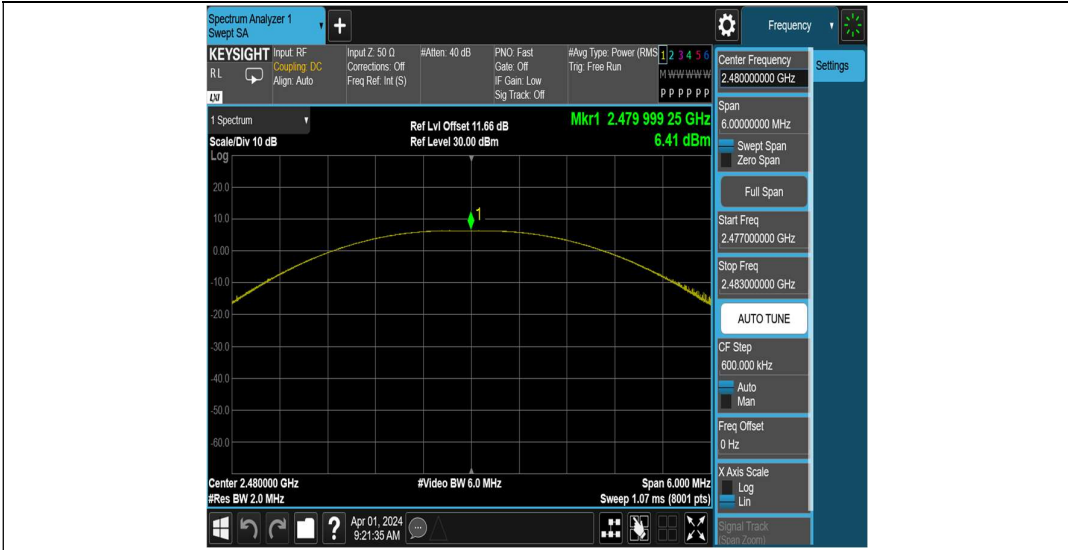 Spectrum Analyzer 1
Swept SA
+
Frequency
KEYSIGHT
RL
LXI
Input: RF
Coupling: DC
Align: Auto
Input Z: 50 Ω
Corrections: Off
Freq Ref: Int (S)
#Atten: 40 dB
PNO: Fast
Gate: Off
IF Gain: Low
Sig Track: Off
#Avg Type: Power (RMS
Trig: Free Run
1 2 3 4 5 6
M W W W W W
P P P P P P
Center Frequency
2.480000000 GHz
Settings
1 Spectrum
Scale/Div 10 dB
Ref Lvl Offset 11.66 dB
Ref Level 30.00 dBm
Mkr1 2.479 999 25 GHz
6.41 dBm
Log
20.0
10.0
0.00
-10.0
-20.0
-30.0
-40.0
-50.0
-60.0
1
Center 2.480000 GHz
#Res BW 2.0 MHz
#Video BW 6.0 MHz
Span 6.000 MHz
Sweep 1.07 ms (8001 pts)
Span
6.00000000 MHz
Swept Span
Zero Span
Full Span
Start Freq
2.477000000 GHz
Stop Freq
2.483000000 GHz
AUTO TUNE
CF Step
600.000 kHz
Auto
Man
Freq Offset
0 Hz
X Axis Scale
Log
Lin
Signal Track
(Span Zoom)
?
Apr 01, 2024
9:21:35 AM